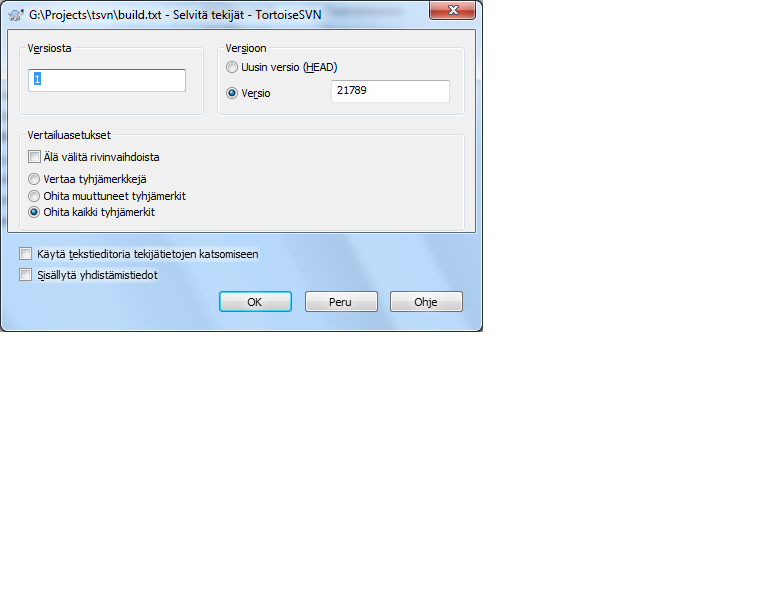 G:\Projects\tsvn\build.txt - Selvitä tekijät - TortoiseSVN
Versiosta
1
Versioon
Uusin versio (HEAD)
Versio
21789
Vertailuasetukset
Älä välitä rivinvaihdoista
Vertaa tyhjämerkkejä
Ohita muuttuneet tyhjämerkit
Ohita kaikki tyhjämerkit
Käytä tekstieditoria tekijätietojen katsomiseen
Sisällytä yhdistämistiedot
OK
Peru
Ohje